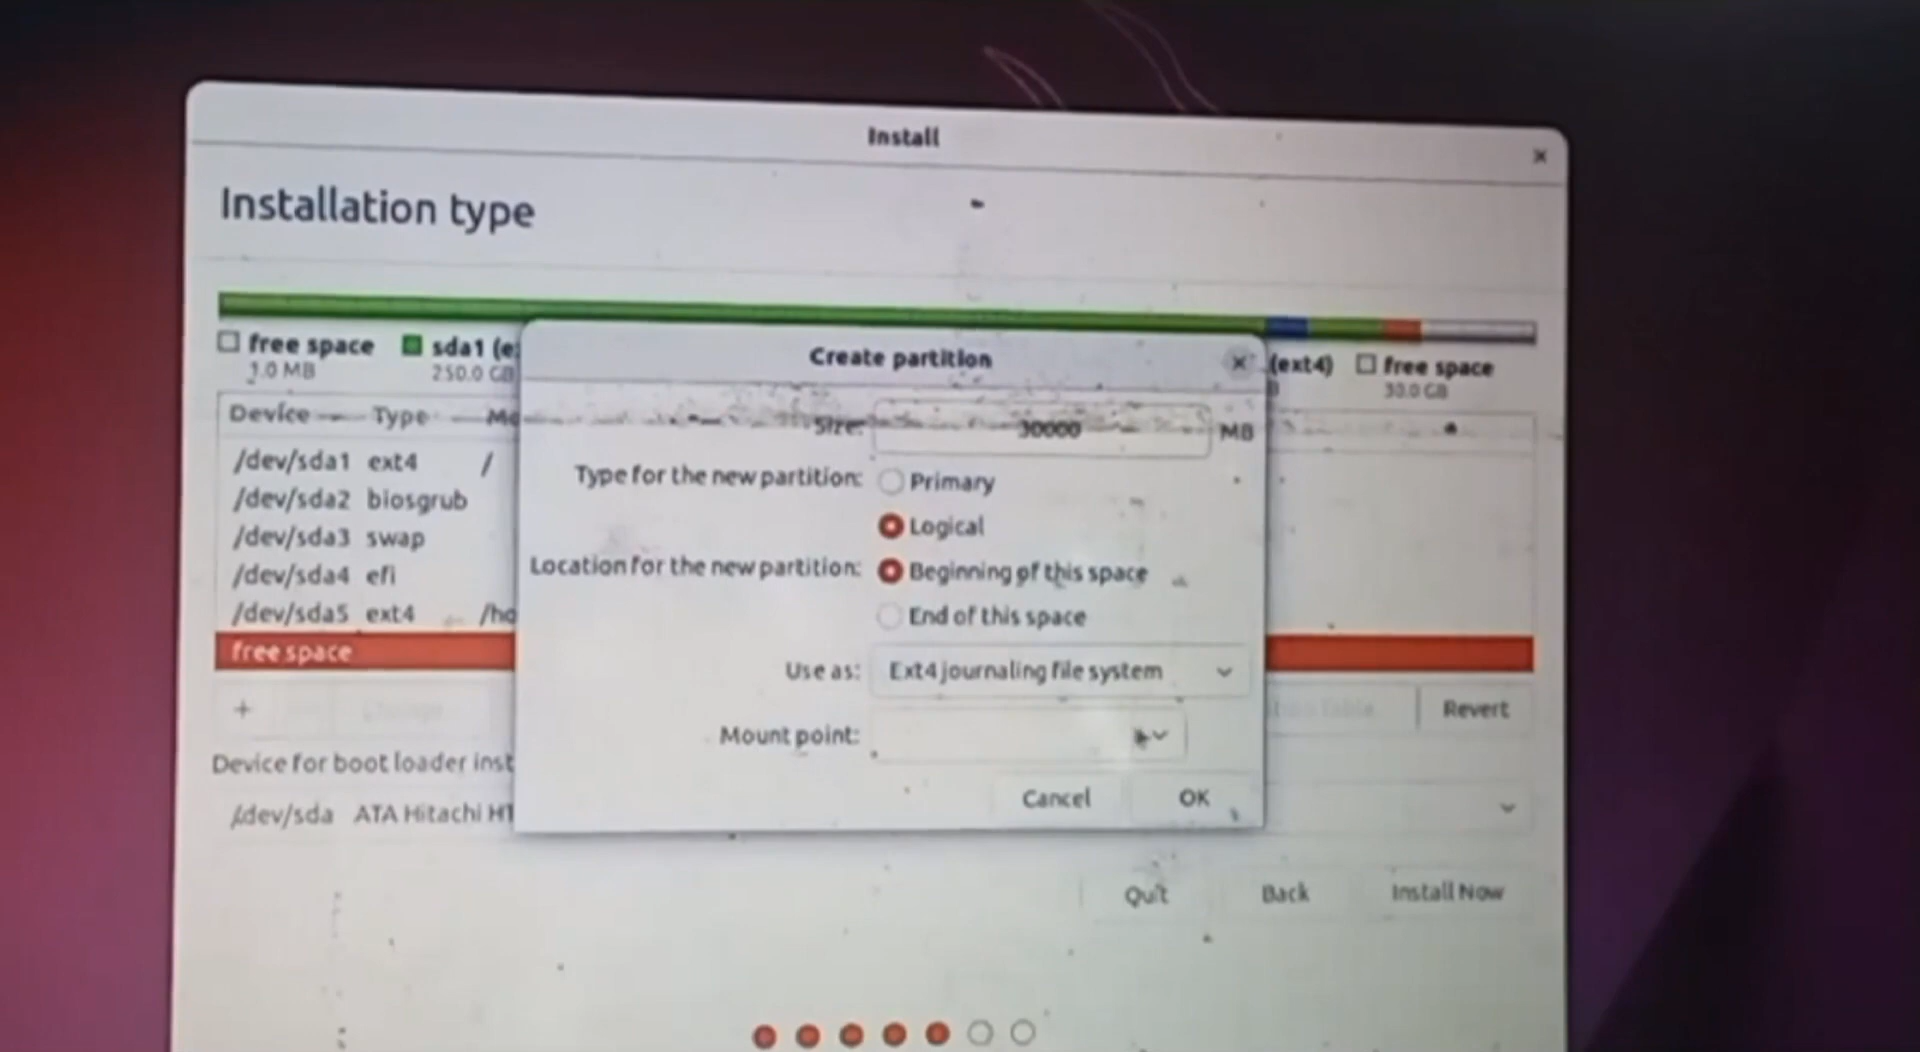 Install
Installation type
free space
1.0 MB
sda1
250.0 GB
(ext4)
free space
30.0 GB
Device Type
/dev/sda1 ext4 /
/dev/sda2 biosgrub
/dev/sda3 swap
/dev/sda4 efi
/dev/sda5 ext4 /ho
free space
+
Change
Revert
Device for boot loader inst
/dev/sda ATA Hitachi HT
Create partition
Size: 30000 MB
Type for the new partition: Primary
Logical
Location for the new partition: Beginning of this space
End of this space
Use as: Ext4 journaling file system
Mount point:
Cancel OK
Quit Back Install Now